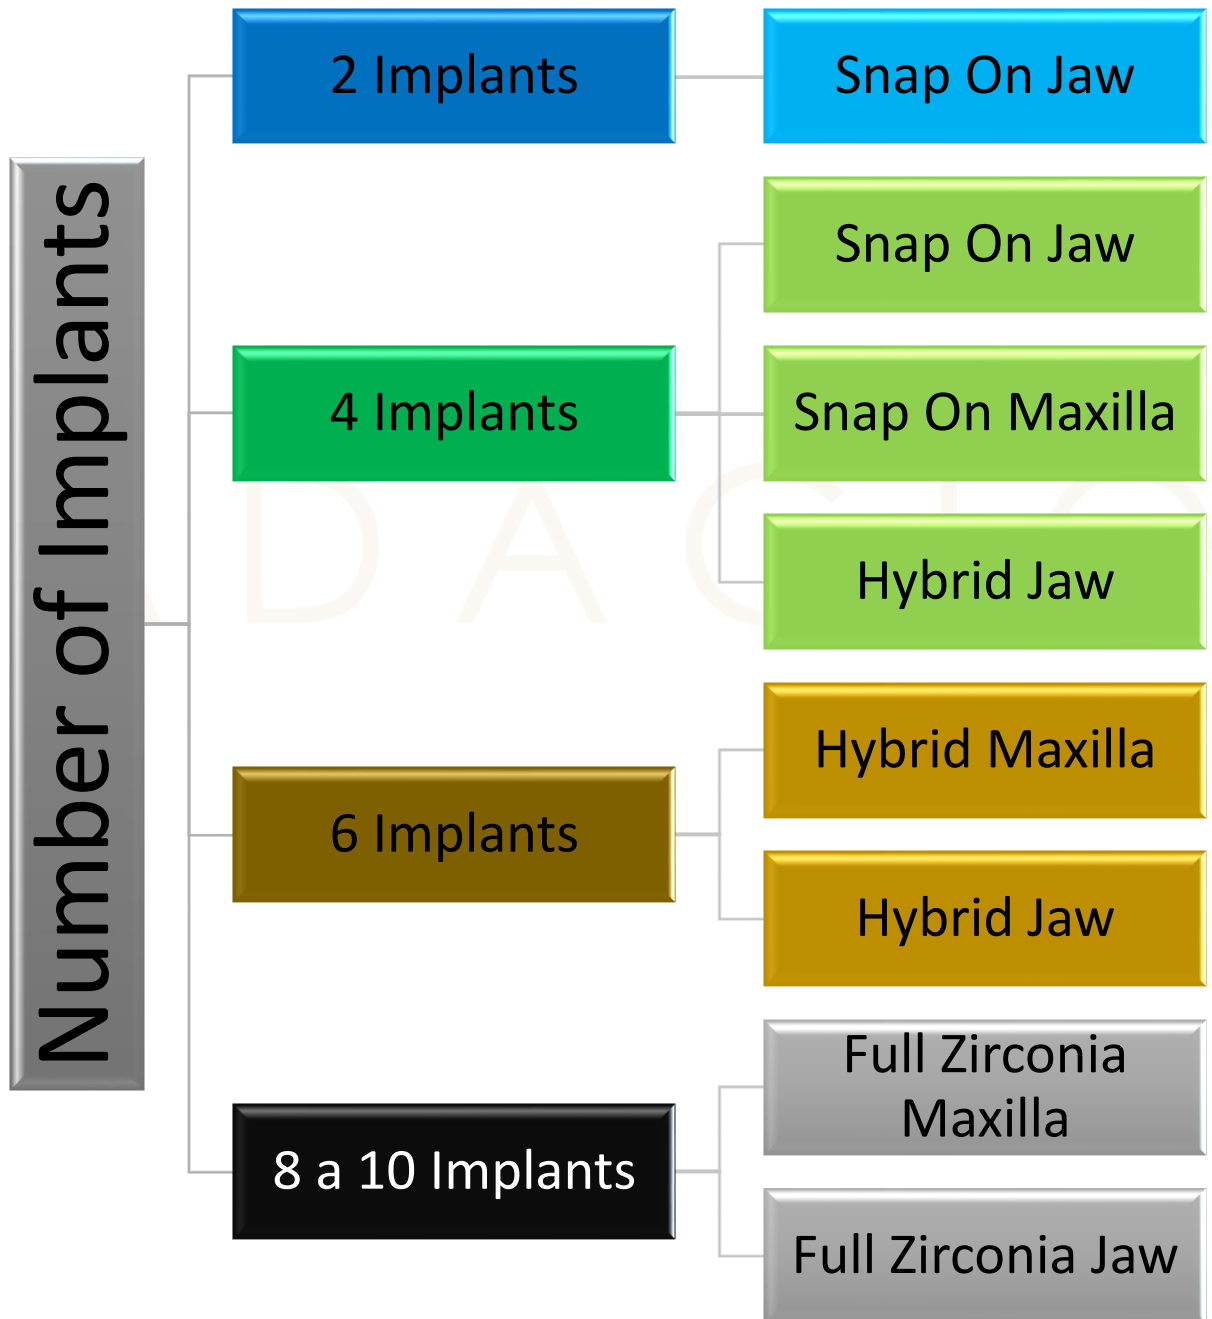 Number of Implants
2 Implants
Snap On Jaw
4 Implants
Snap On Jaw
Snap On Maxilla
Hybrid Jaw
6 Implants
Hybrid Maxilla
Hybrid Jaw
8 a 10 Implants
Full Zirconia
Maxilla
Full Zirconia Jaw
ADAGIO